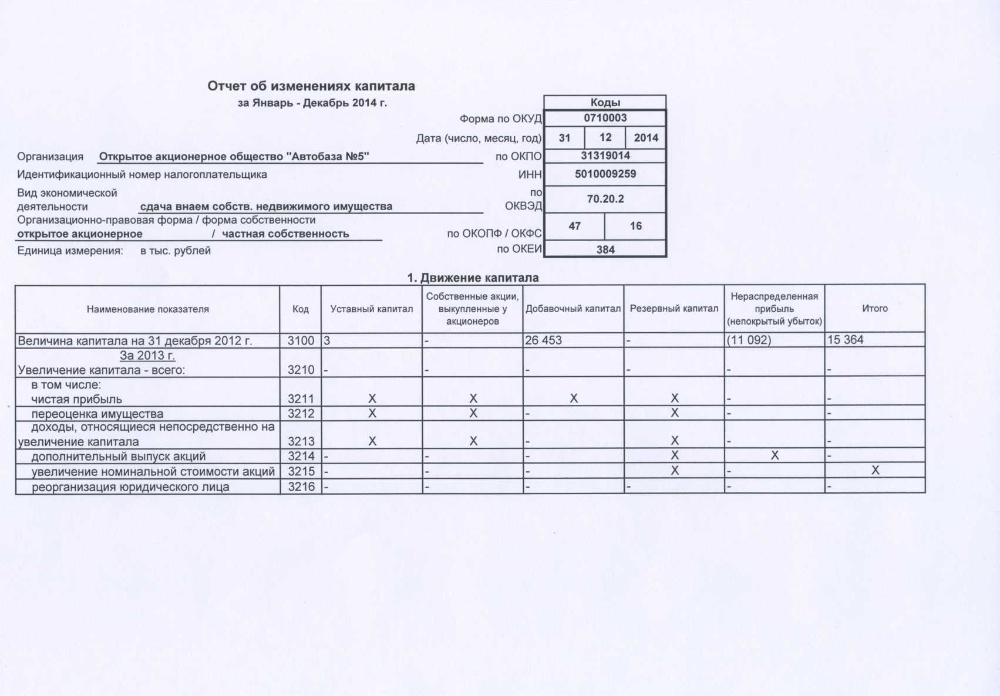 Отчет об изменениях капитала
за Январь - Декабрь 2014 г.
Коды
Форма по ОКУД 0710003
Дата (число, месяц, год) 31 12 2014
Организация Открытое акционерное общество "Автобаза №5" по ОКПО 31319014
Идентификационный номер налогоплательщика ИНН 5010009259
Вид экономической по
деятельности сдача внаем собств. недвижимого имущества ОКВЭД 70.20.2
Организационно-правовая форма / форма собственности
открытое акционерное / частная собственность по ОКОПФ / ОКФС 47 16
Единица измерения: в тыс. рублей по ОКЕИ 384
1. Движение капитала
Наименование показателя Код Уставный капитал Собственные акции, выкупленные у акционеров Добавочный капитал Резервный капитал Нераспределенная прибыль (непокрытый убыток) Итого
Величина капитала на 31 декабря 2012 г. 3100 3 - 26 453 - (11 092) 15 364
За 2013 г.
Увеличение капитала - всего: 3210 - - - - - -
в том числе:
чистая прибыль 3211 X X X X - -
переоценка имущества 3212 X X - X - -
доходы, относящиеся непосредственно на
увеличение капитала 3213 X X - X - -
дополнительный выпуск акций 3214 - - - X X -
увеличение номинальной стоимости акций 3215 - - - X - X
реорганизация юридического лица 3216 - - - - - -